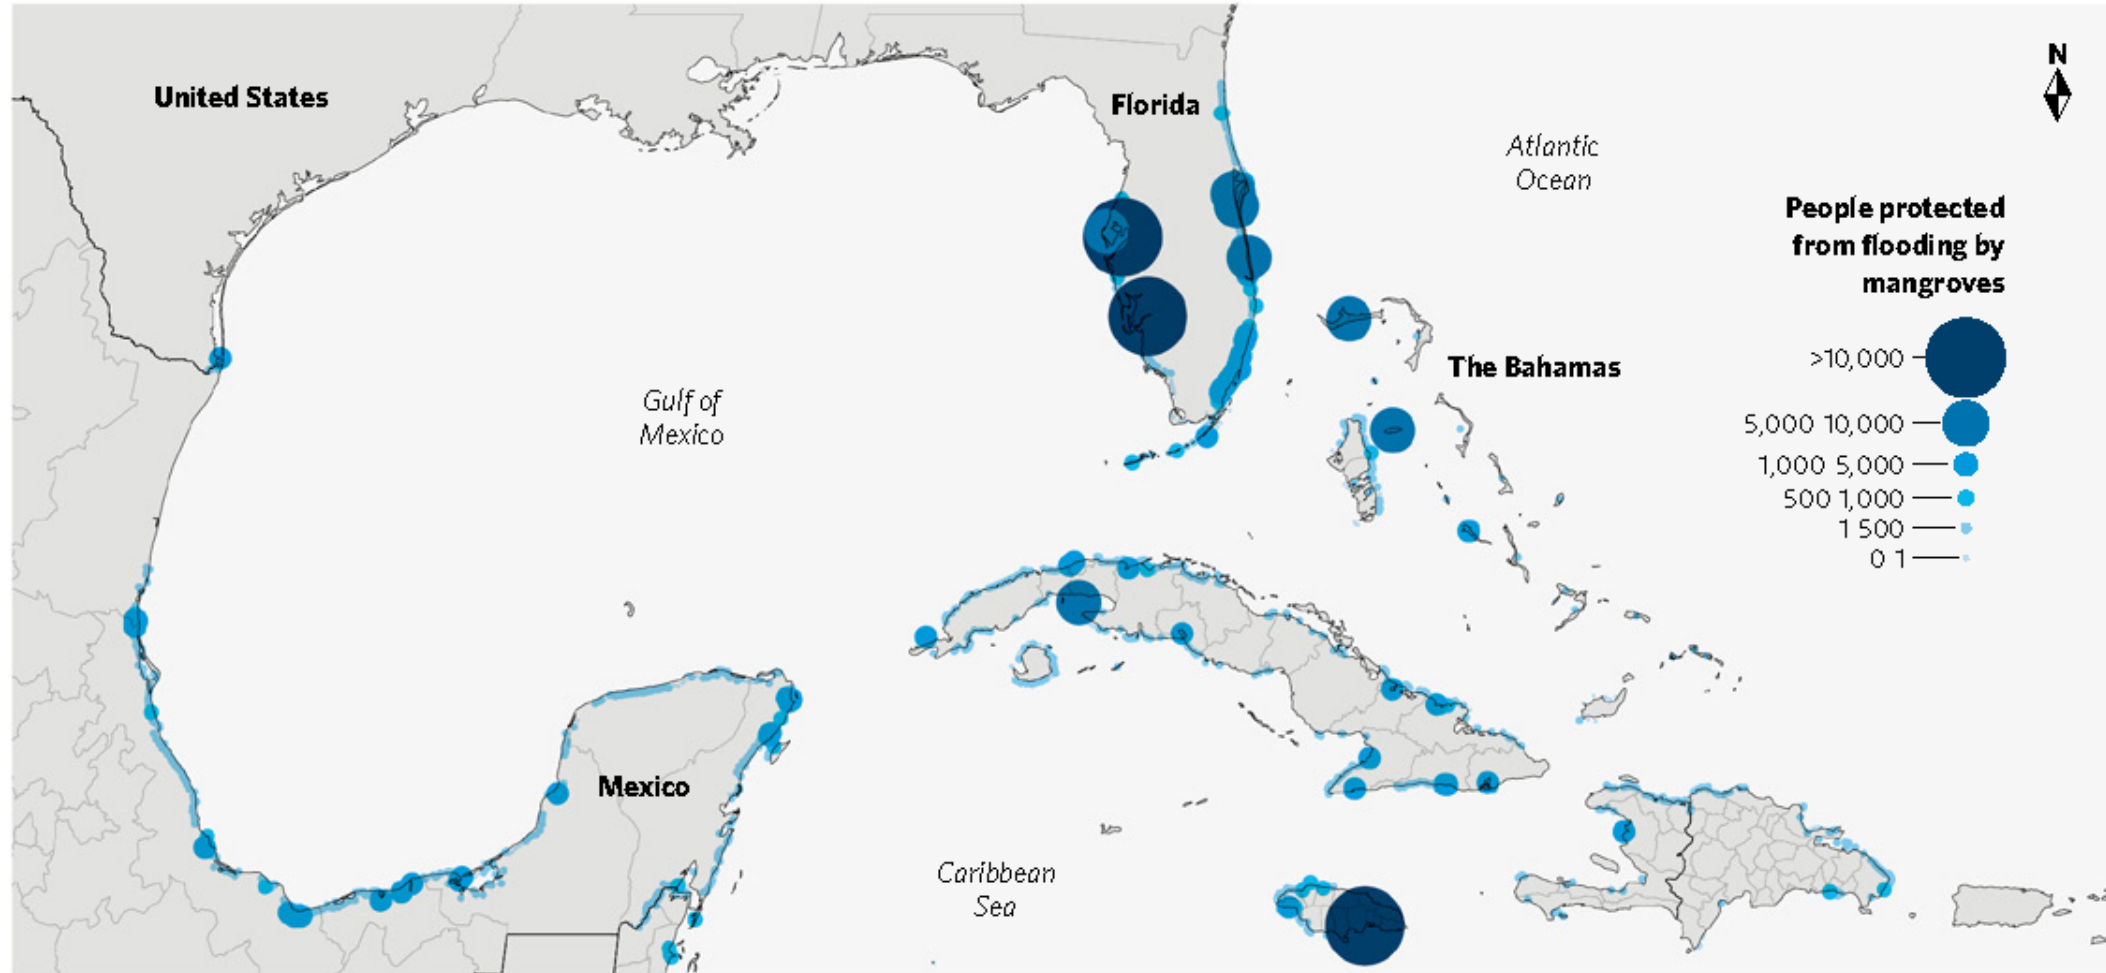 United States
Florida
N
Atlantic
Ocean
People protected
from flooding by
mangroves
>10,000
5,000 10,000
1,000 5,000
500 1,000
1 500
0 1
The Bahamas
Gulf of
Mexico
Mexico
Caribbean
Sea